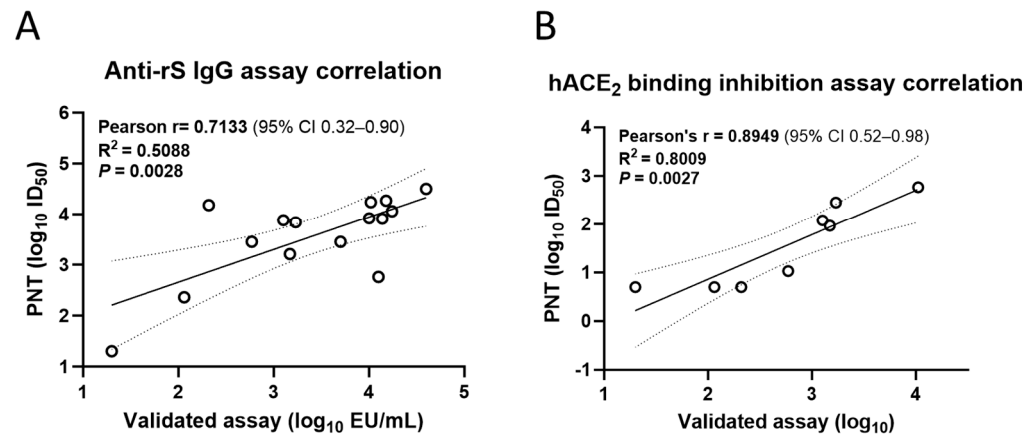 A
Anti-rS IgG assay correlation
Pearson r= 0.7133 (95% CI 0.32–0.90)
R² = 0.5088
P = 0.0028
PNT (log₁₀ ID₅₀)
6
5
4
3
2
1
1 2 3 4 5
Validated assay (log₁₀ EU/mL)
B
hACE₂ binding inhibition assay correlation
Pearson's r = 0.8949 (95% CI 0.52–0.98)
R² = 0.8009
P = 0.0027
PNT (log₁₀ ID₅₀)
4
3
2
1
0
-1
1 2 3 4
Validated assay (log₁₀)